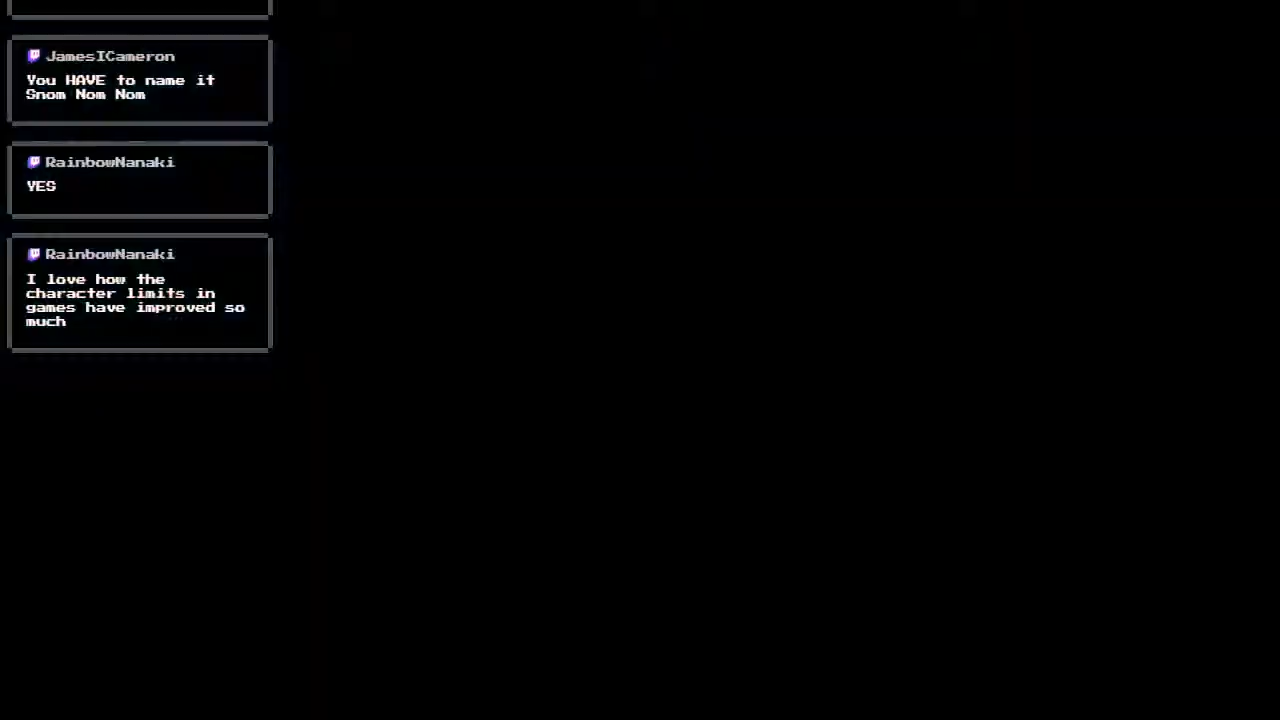 JamesICameron
You HAVE to name it
Snom Nom Nom
RainbowNanaki
YES
RainbowNanaki
I love how the
character limits in
games have improved so
much